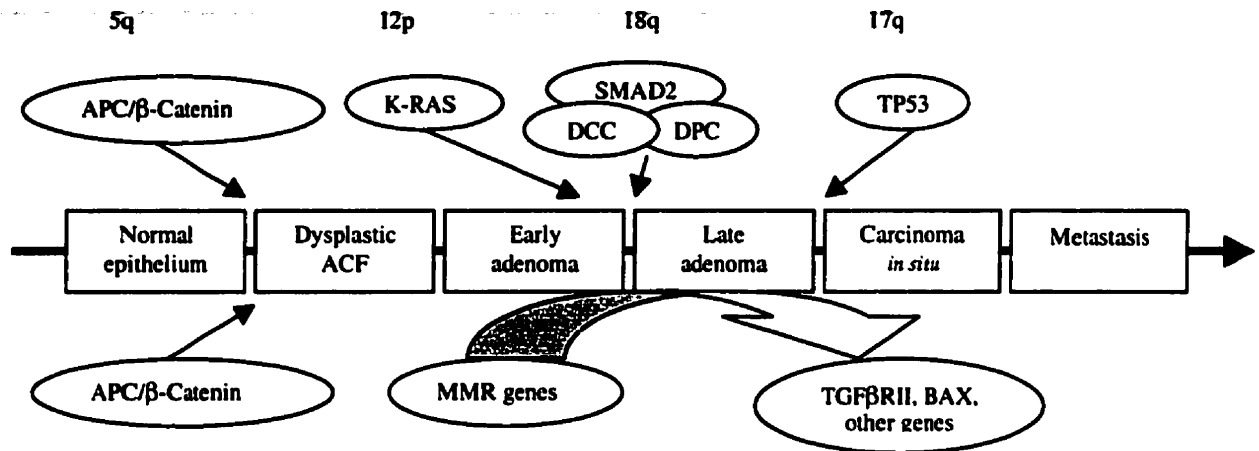 5q 12p 18q 17q
APC/β-Catenin
K-RAS
SMAD2
DCC
DPC
TP53
Normal
epithelium
Dysplastic
ACF
Early
adenoma
Late
adenoma
Carcinoma
in situ
Metastasis
APC/β-Catenin
MMR genes
TGFβRII, BAX,
other genes